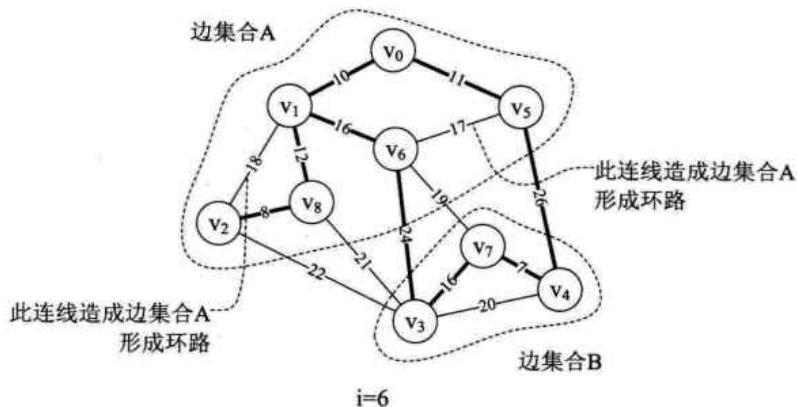 边集合A
v0
10
11
v1
v5
16
17
v6
12
18
此连线造成边集合A
形成环路
26
v8
8
v2
19
24
v7
21
22
7
16
v4
此连线造成边集合A
形成环路
20
v3
边集合B
i=6